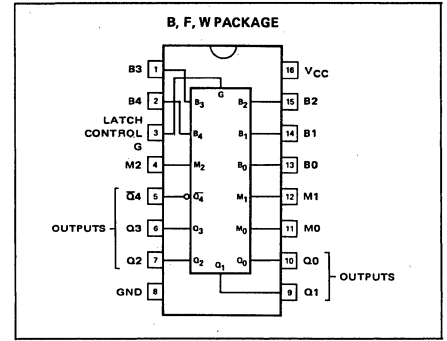 B, F, W PACKAGE
B3 1 16 VCC
G
B4 2 B3 B2 15 B2
LATCH
CONTROL 3 B4 B1 14 B1
G
M2 4 M2 B0 13 B0
Q̅4 5 Q̅4 M1 12 M1
OUTPUTS Q3 6 Q3 M0 11 M0
Q2 7 Q2 Q1 Q0 10 Q0
OUTPUTS
GND 8 9 Q1